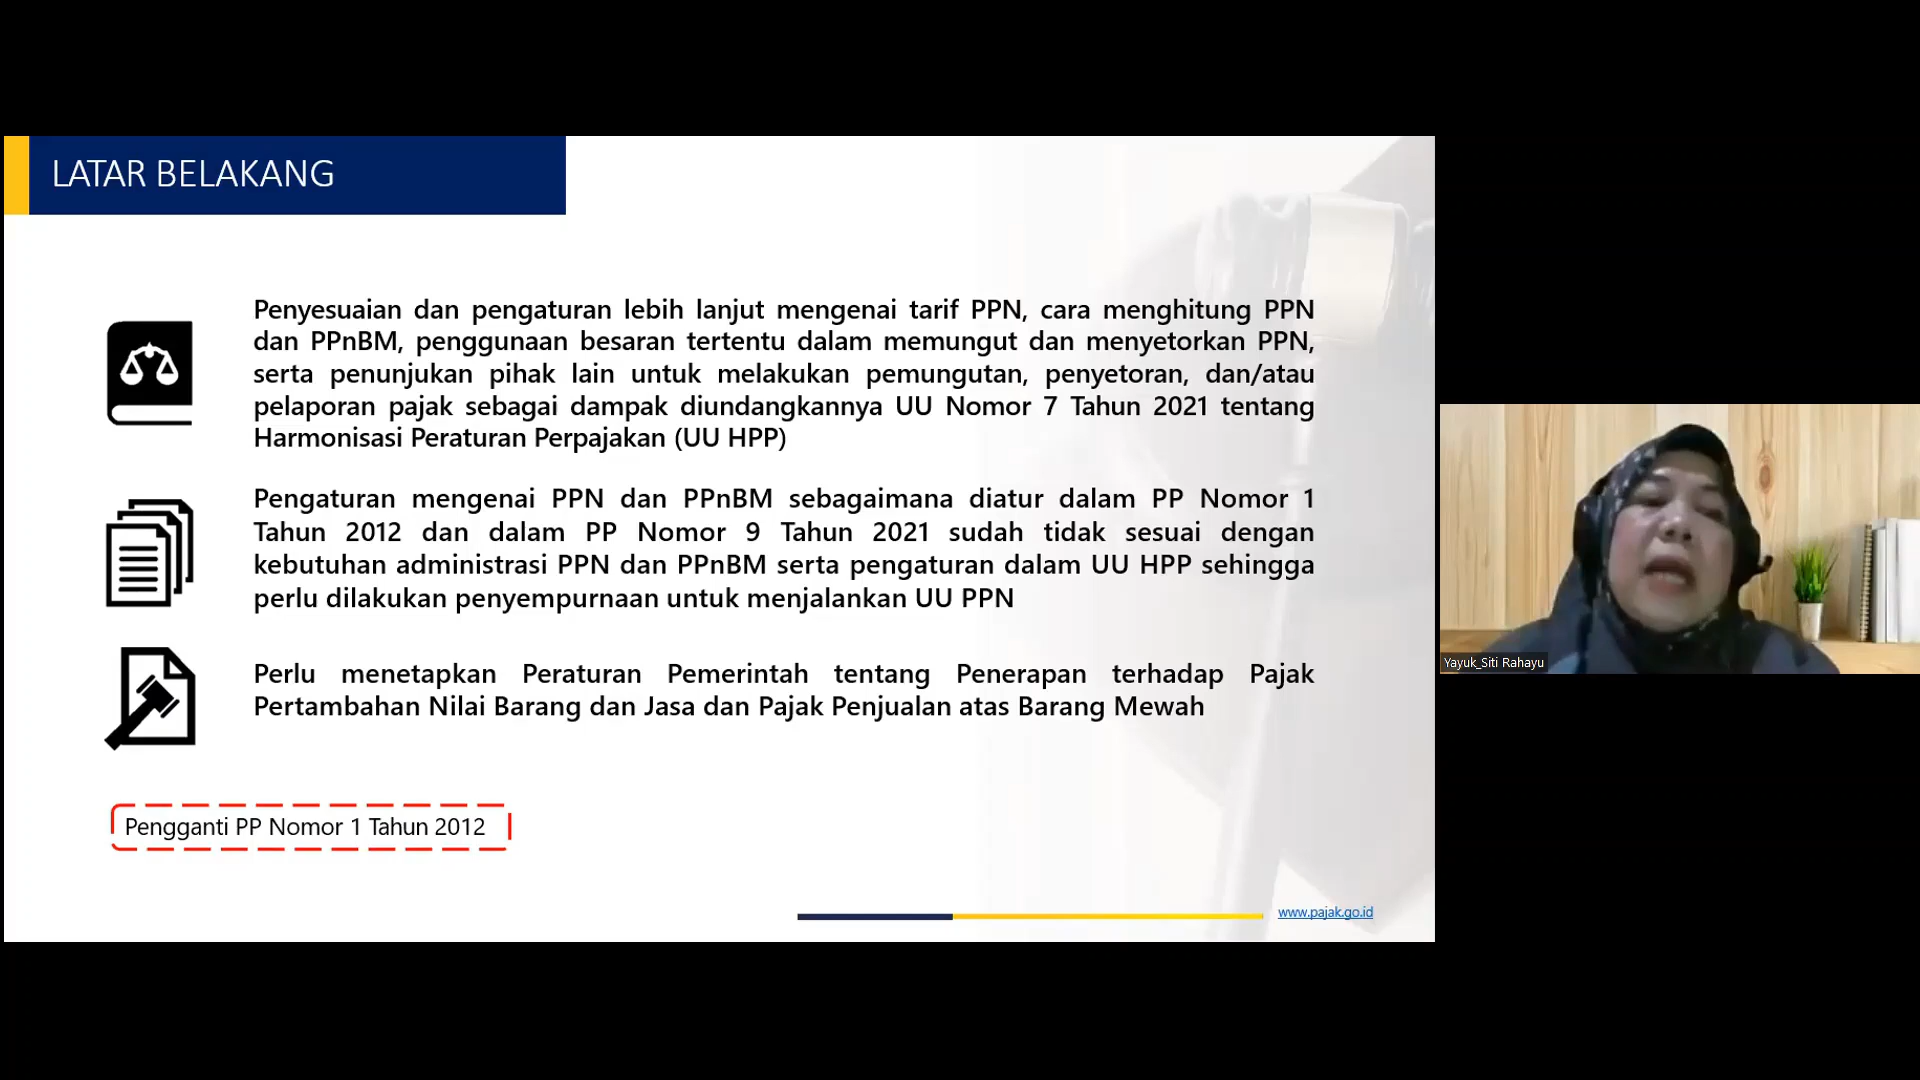 LATAR BELAKANG
Penyesuaian dan pengaturan lebih lanjut mengenai tarif PPN, cara menghitung PPN
dan PPnBM, penggunaan besaran tertentu dalam memungut dan menyetorkan PPN,
serta penunjukan pihak lain untuk melakukan pemungutan, penyetoran, dan/atau
pelaporan pajak sebagai dampak diundangkannya UU Nomor 7 Tahun 2021 tentang
Harmonisasi Peraturan Perpajakan (UU HPP)
Pengaturan mengenai PPN dan PPnBM sebagaimana diatur dalam PP Nomor 1
Tahun 2012 dan dalam PP Nomor 9 Tahun 2021 sudah tidak sesuai dengan
kebutuhan administrasi PPN dan PPnBM serta pengaturan dalam UU HPP sehingga
perlu dilakukan penyempurnaan untuk menjalankan UU PPN
Perlu menetapkan Peraturan Pemerintah tentang Penerapan terhadap Pajak
Pertambahan Nilai Barang dan Jasa dan Pajak Penjualan atas Barang Mewah
Pengganti PP Nomor 1 Tahun 2012
www.pajak.go.id
Yayuk_Siti Rahayu